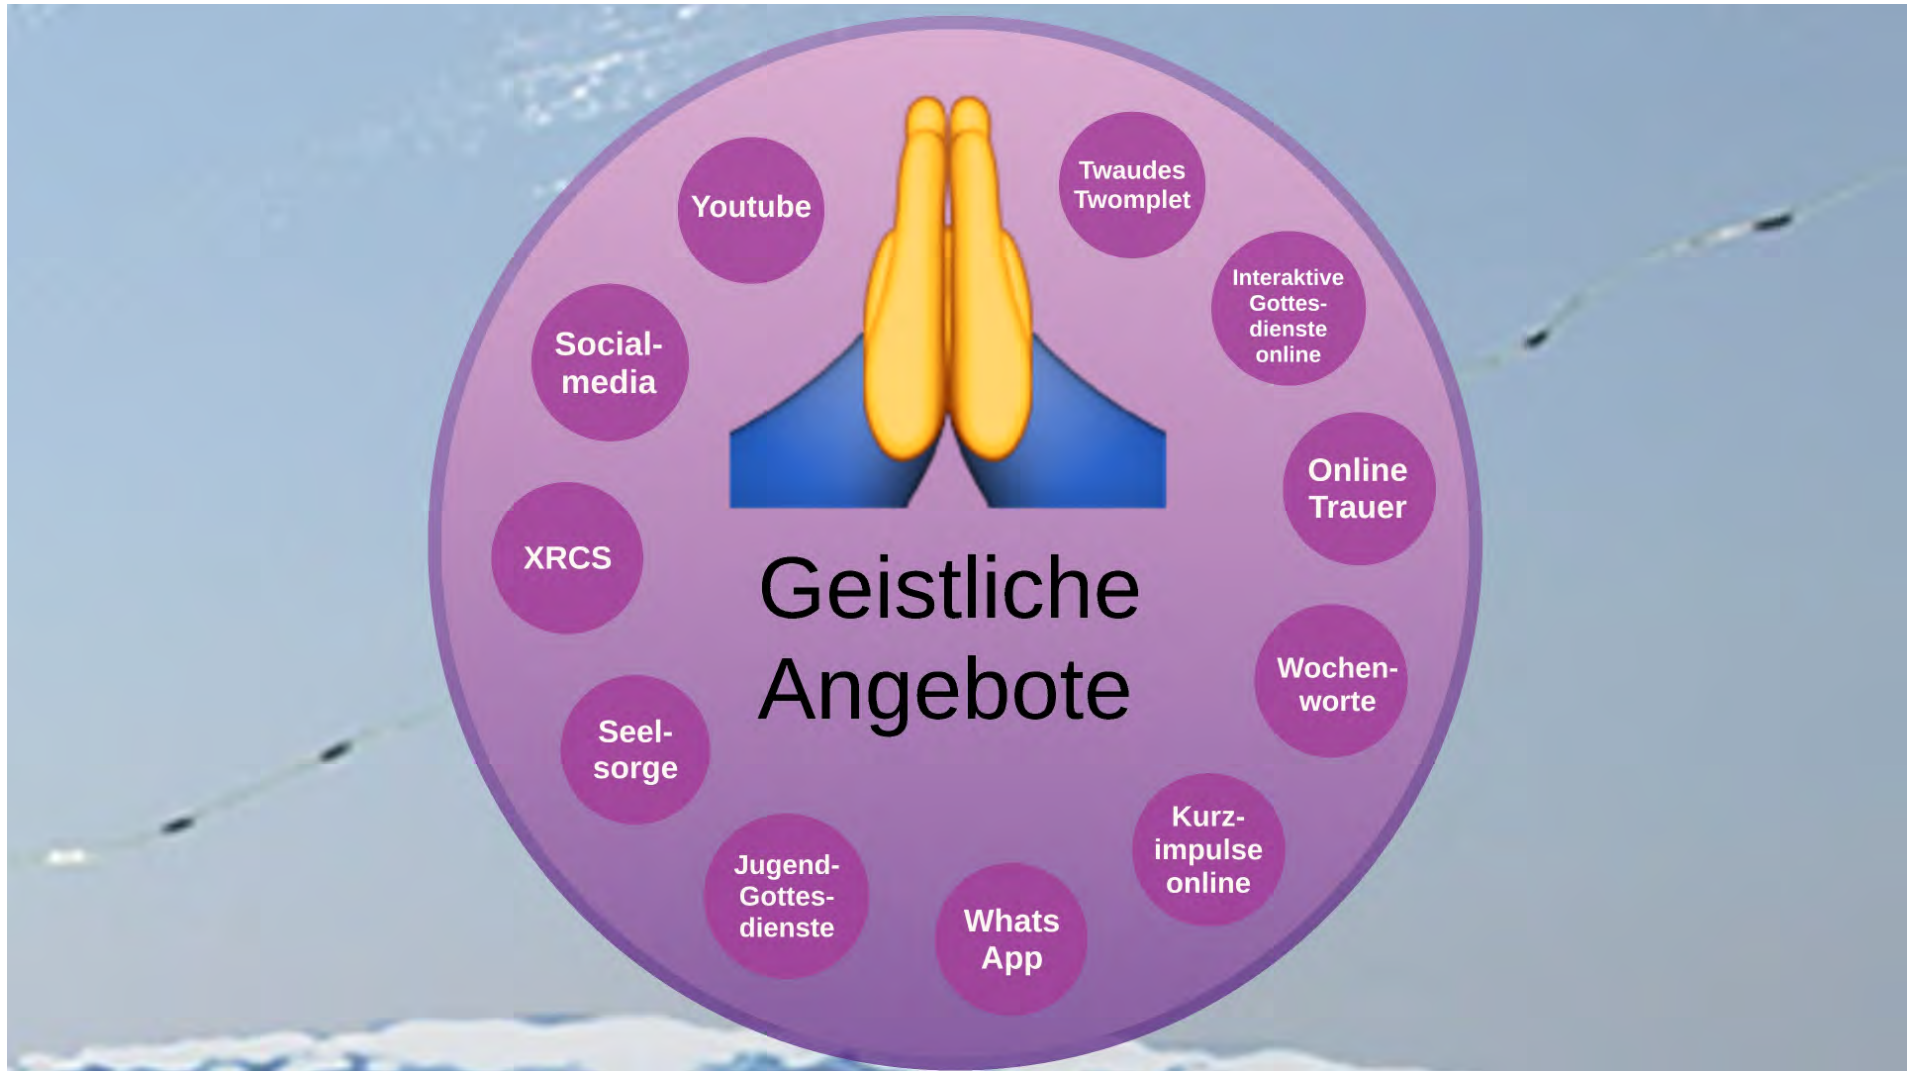 Geistliche
Angebote
Twaudes
Twomplet
Interaktive
Gottes-
dienste
online
Online
Trauer
Wochen-
worte
Kurz-
impulse
online
Whats
App
Jugend-
Gottes-
dienste
Seel-
sorge
XRCS
Social-
media
Youtube